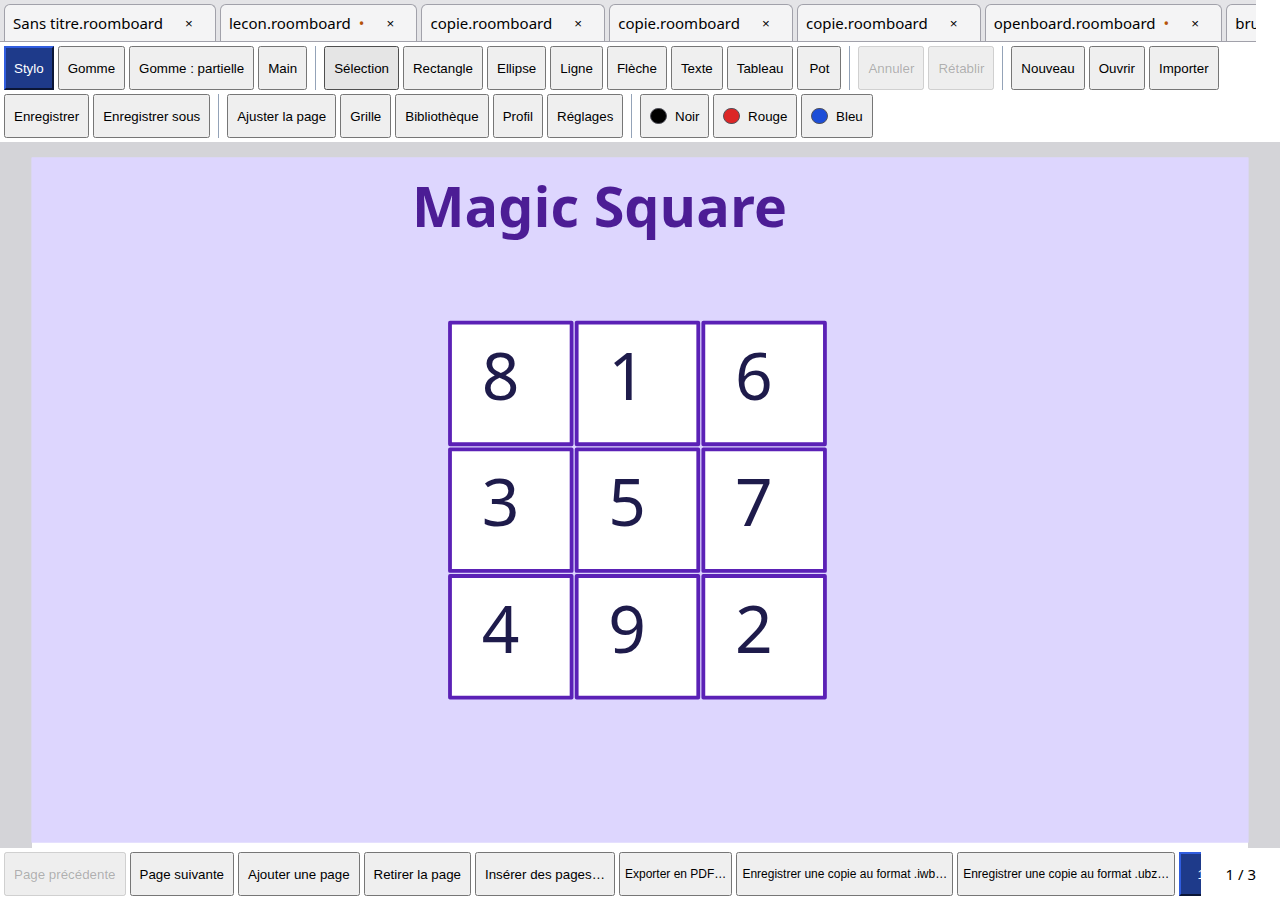 Sans titre.roomboard × lecon.roomboard • × copie.roomboard × copie.roomboard × copie.roomboard × openboard.roomboard • ×
Stylo Gomme Gomme : partielle Main Sélection Rectangle Ellipse Ligne Flèche Texte Tableau Pot Annuler Rétablir Nouveau Ouvrir Importer
Enregistrer Enregistrer sous Ajuster la page Grille Bibliothèque Profil Réglages Noir Rouge Bleu
Magic Square
8 1 6
3 5 7
4 9 2
Page précédente Page suivante Ajouter une page Retirer la page Insérer des pages… Exporter en PDF… Enregistrer une copie au format .iwb… Enregistrer une copie au format .ubz… 1 / 3